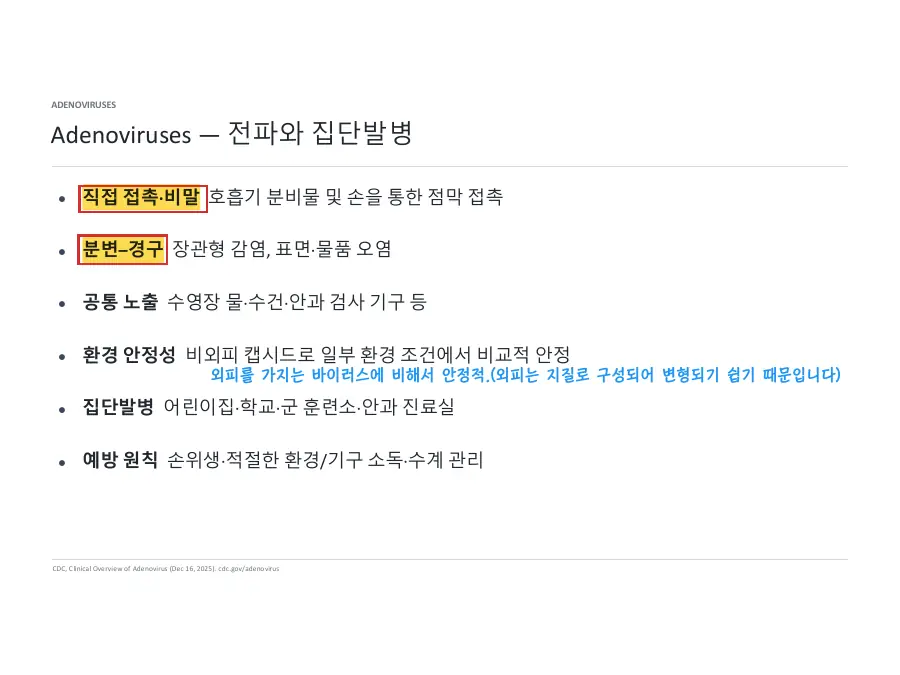 ADENOVIRUSES
Adenoviruses — 전파와 집단발병
• 직접 접촉·비말 호흡기 분비물 및 손을 통한 점막 접촉
• 분변–경구 장관형 감염, 표면·물품 오염
• 공통 노출 수영장 물·수건·안과 검사 기구 등
• 환경 안정성 비외피 캡시드로 일부 환경 조건에서 비교적 안정
외피를 가지는 바이러스에 비해서 안정적.(외피는 지질로 구성되어 변형되기 쉽기 때문입니다)
• 집단발병 어린이집·학교·군 훈련소·안과 진료실
• 예방 원칙 손위생·적절한 환경/기구 소독·수계 관리
CDC, Clinical Overview of Adenovirus (Dec 16, 2025). cdc.gov/adenovirus